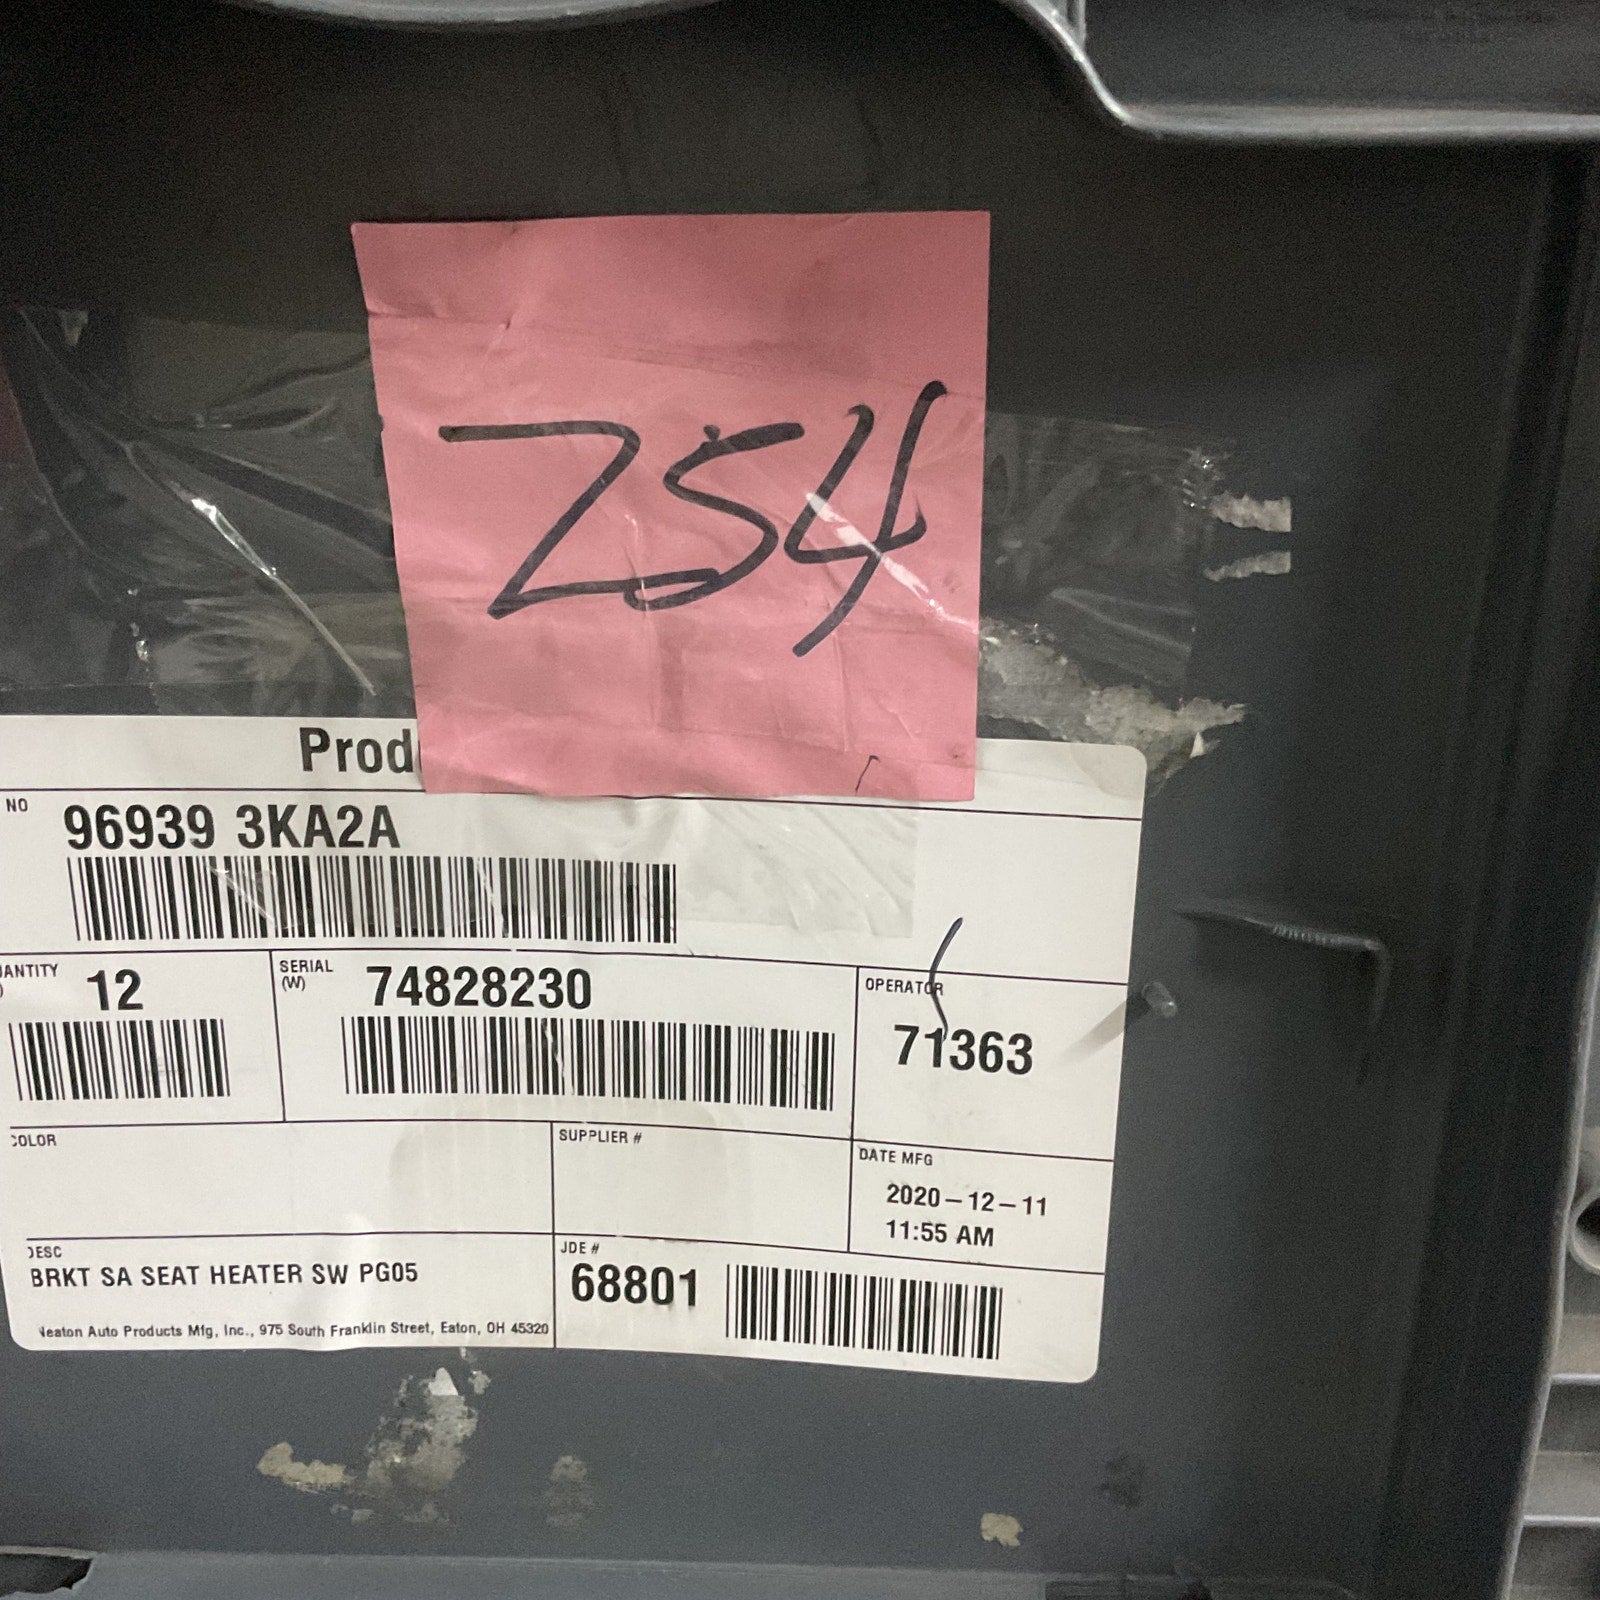 254
Prod
NO
96939 3KA2A
ANTITY
12
SERIAL
(W)
74828230
OPERATOR
71363
COLOR
SUPPLIER #
DATE MFG
2020-12-11
11:55 AM
DESC
BRKT SA SEAT HEATER SW PG05
JDE #
68801
Neaton Auto Products Mfg, Inc., 975 South Franklin Street, Eaton, OH 45320